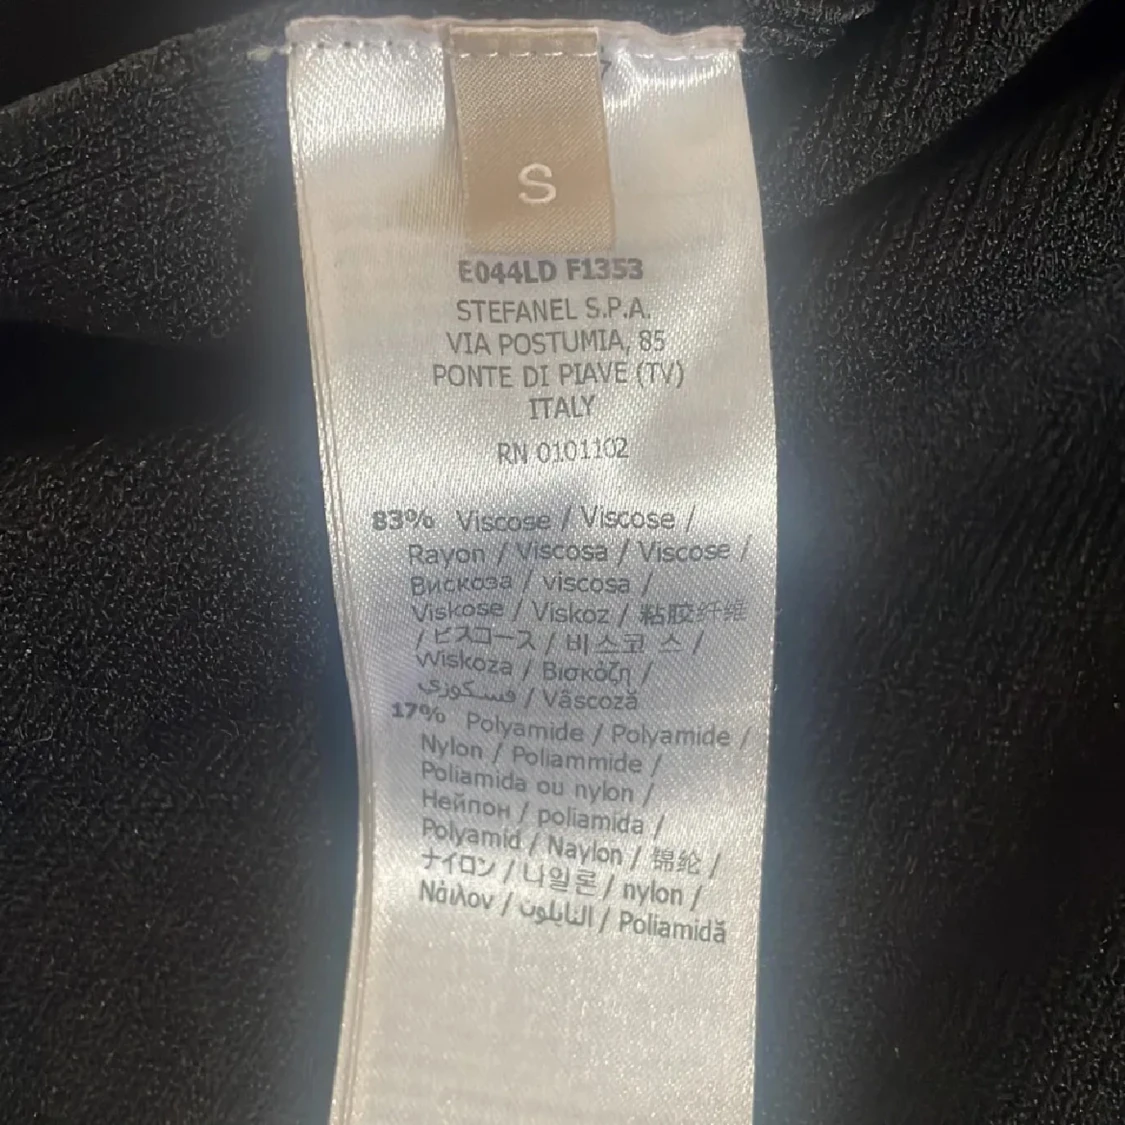 S
E044LD F1353
STEFANEL S.P.A.
VIA POSTUMIA, 85
PONTE DI PIAVE (TV)
ITALY
RN 0101102
83% Viscose / Viscose /
Rayon / Viscosa / Viscose /
Вискоза / viscosa /
Viskose / Viskoz / 粘胶纤维
/ ビスコース / 비스코 스 /
Wiskoza / Βισκόζη /
فسكوزي / Vâscoză
17% Polyamide / Polyamide /
Nylon / Poliammide /
Poliamida ou nylon /
Нейлон / poliamida /
Polyamid / Naylon / 锦纶 /
ナイロン / 나일론 / nylon /
Νάιλον / النايلون / Poliamidă